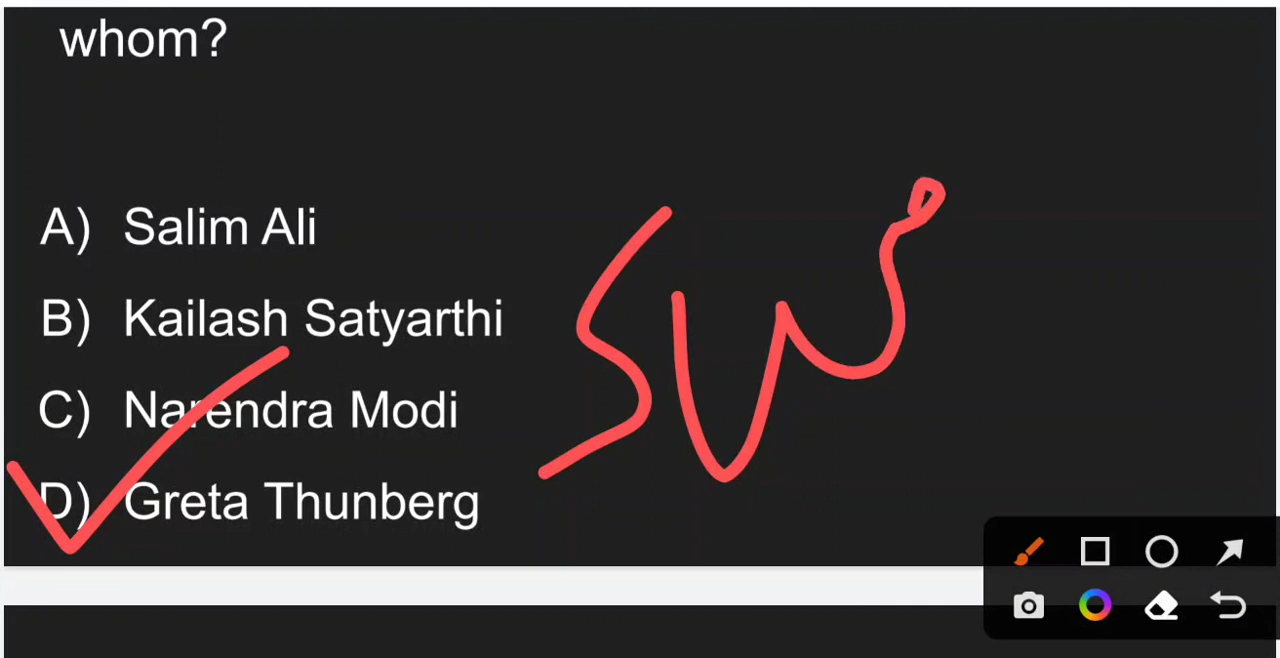 whom?
A) Salim Ali
B) Kailash Satyarthi
C) Narendra Modi
D) Greta Thunberg